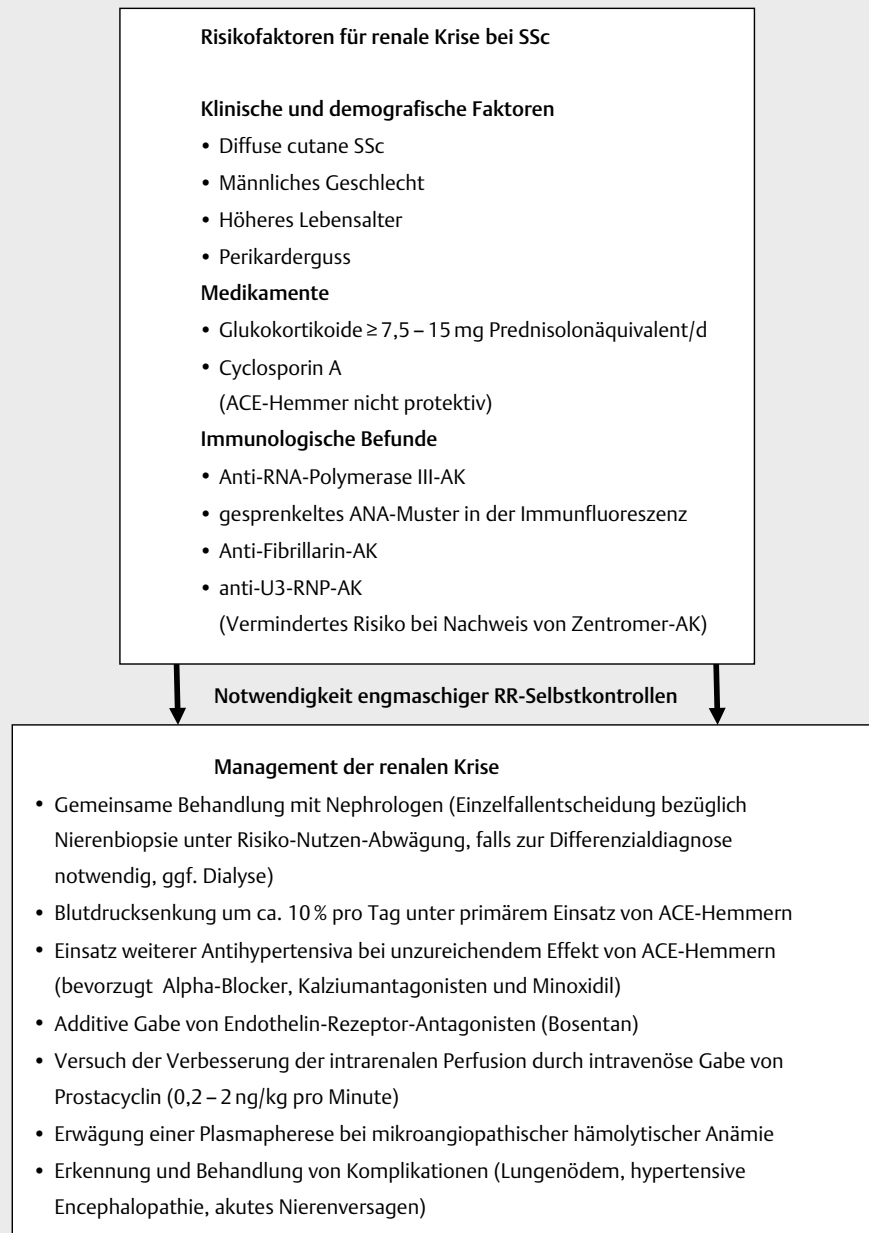 Risikofaktoren für renale Krise bei SSc
Klinische und demografische Faktoren
• Diffuse cutane SSc
• Männliches Geschlecht
• Höheres Lebensalter
• Perikarderguss
Medikamente
• Glukokortikoide ≥ 7,5 – 15 mg Prednisolonäquivalent/d
• Cyclosporin A
(ACE-Hemmer nicht protektiv)
Immunologische Befunde
• Anti-RNA-Polymerase III-AK
• gesprenkeltes ANA-Muster in der Immunfluoreszenz
• Anti-Fibrillarin-AK
• anti-U3-RNP-AK
(Vermindertes Risiko bei Nachweis von Zentromer-AK)
Notwendigkeit engmaschiger RR-Selbstkontrollen
Management der renalen Krise
• Gemeinsame Behandlung mit Nephrologen (Einzelfallentscheidung bezüglich
Nierenbiopsie unter Risiko-Nutzen-Abwägung, falls zur Differenzialdiagnose
notwendig, ggf. Dialyse)
• Blutdrucksenkung um ca. 10 % pro Tag unter primärem Einsatz von ACE-Hemmern
• Einsatz weiterer Antihypertensiva bei unzureichendem Effekt von ACE-Hemmern
(bevorzugt Alpha-Blocker, Kalziumantagonisten und Minoxidil)
• Additive Gabe von Endothelin-Rezeptor-Antagonisten (Bosentan)
• Versuch der Verbesserung der intrarenalen Perfusion durch intravenöse Gabe von
Prostacyclin (0,2 – 2 ng/kg pro Minute)
• Erwägung einer Plasmapherese bei mikroangiopathischer hämolytischer Anämie
• Erkennung und Behandlung von Komplikationen (Lungenödem, hypertensive
Encephalopathie, akutes Nierenversagen)